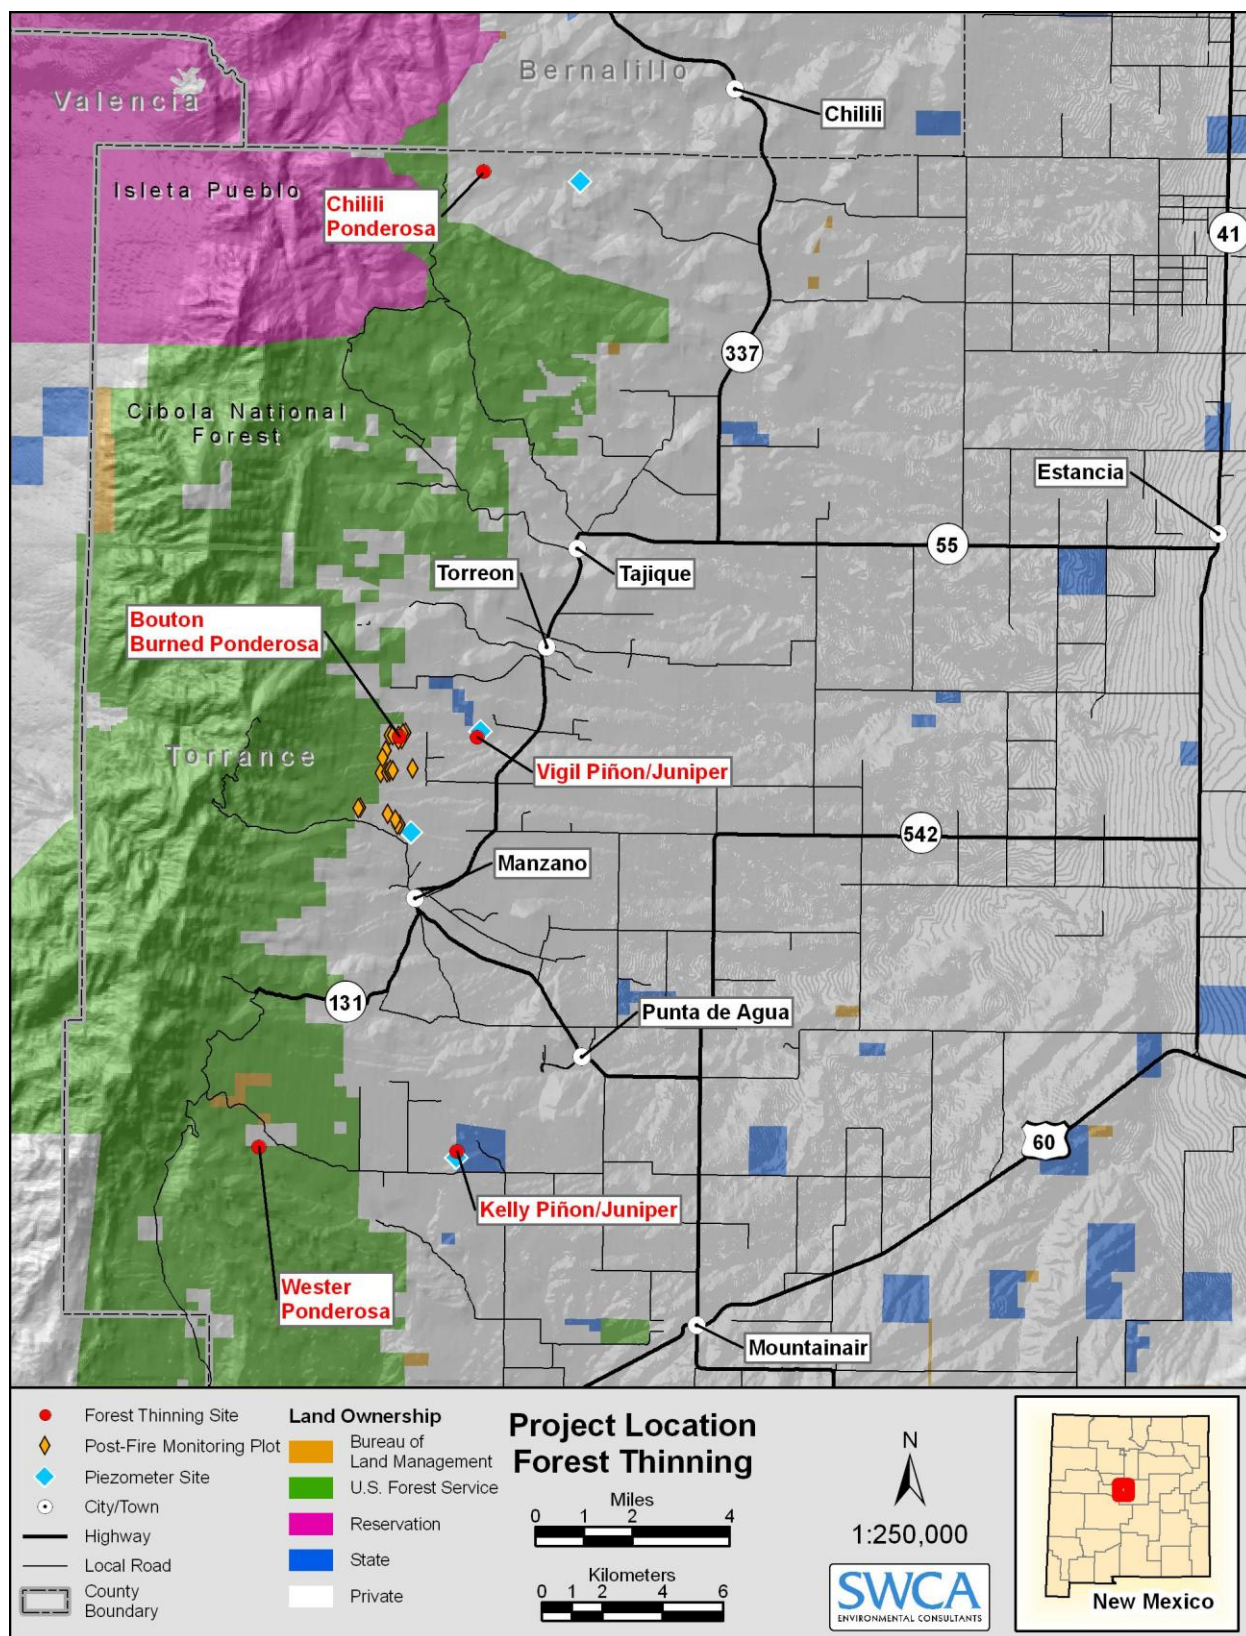 Bernalillo
Valencia
Chilili
Isleta Pueblo
Chilili
Ponderosa
41
337
Cibola National
Forest
Estancia
55
Torreon
Tajique
Bouton
Burned Ponderosa
Torrance
Vigil Piñon/Juniper
542
Manzano
131
Punta de Agua
60
Kelly Piñon/Juniper
Wester
Ponderosa
Mountainair
Forest Thinning Site
Post-Fire Monitoring Plot
Piezometer Site
City/Town
Highway
Local Road
County
Boundary
Land Ownership
Bureau of
Land Management
U.S. Forest Service
Reservation
State
Private
Project Location
Forest Thinning
Miles
0 1 2 4
Kilometers
0 1 2 4 6
N
1:250,000
SWCA
ENVIRONMENTAL CONSULTANTS
New Mexico